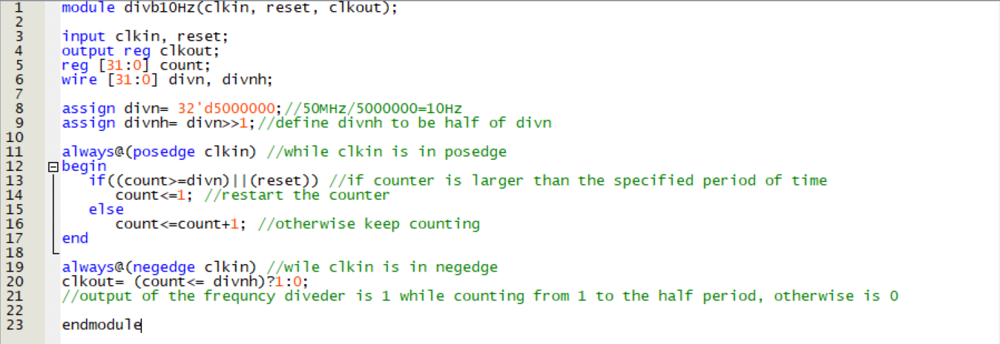 1 module divb10Hz(clkin, reset, clkout);
2
3 input clkin, reset;
4 output reg clkout;
5 reg [31:0] count;
6 wire [31:0] divn, divnh;
7
8 assign divn= 32'd5000000;//50MHz/5000000=10Hz
9 assign divnh= divn>>1;//define divnh to be half of divn
10
11 always@(posedge clkin) //while clkin is in posedge
12 begin
13 if((count>=divn)||(reset)) //if counter is larger than the specified period of time
14 count<=1; //restart the counter
15 else
16 count<=count+1; //otherwise keep counting
17 end
18
19 always@(negedge clkin) //wile clkin is in negedge
20 clkout= (count<= divnh)?1:0;
21 //output of the frequncy diveder is 1 while counting from 1 to the half period, otherwise is 0
22
23 endmodule